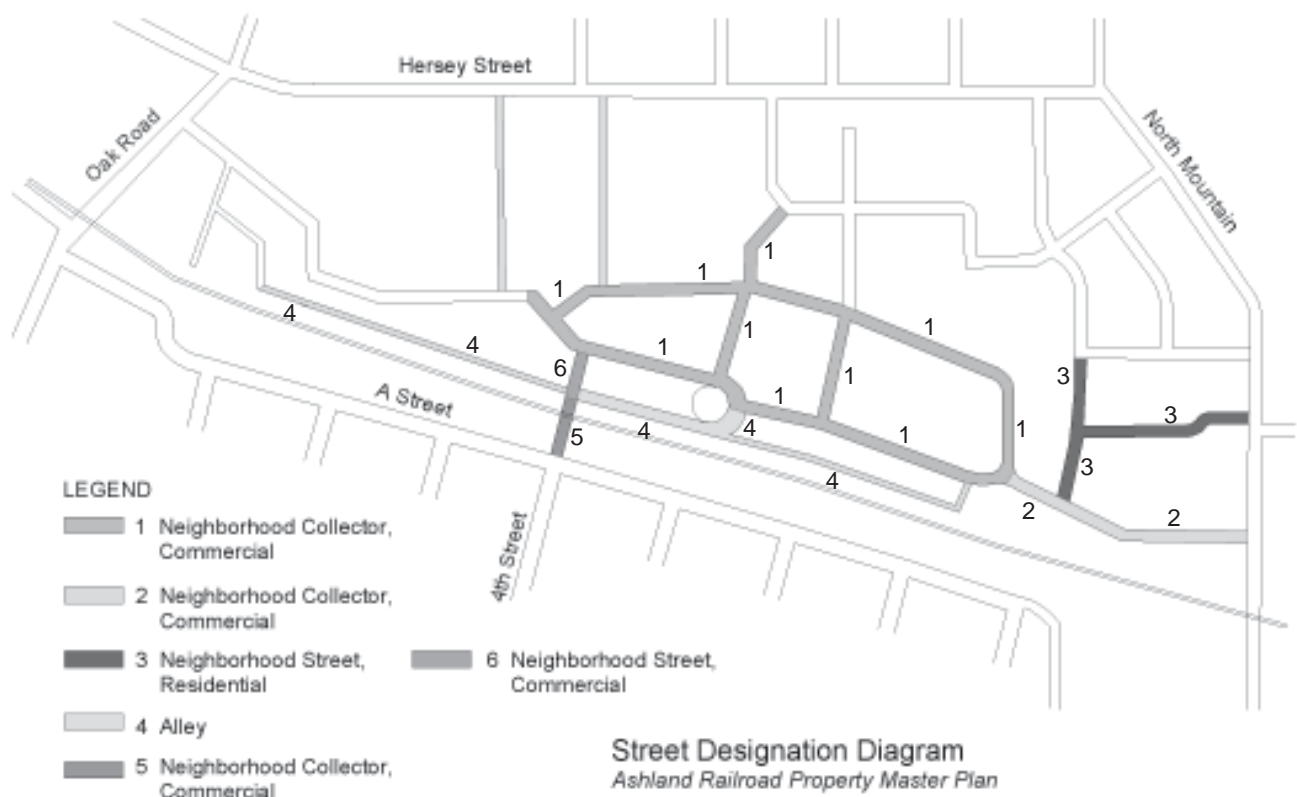 Hersey Street
Oak Road
North Mountain
1
1
1
1
1
1
1
1
1
1
1
4
4
6
5
4
4
4
3
3
3
2
2
A Street
4th Street
LEGEND
1 Neighborhood Collector,
Commercial
2 Neighborhood Collector,
Commercial
3 Neighborhood Street,
Residential
4 Alley
5 Neighborhood Collector,
Commercial
6 Neighborhood Street,
Commercial
Street Designation Diagram
Ashland Railroad Property Master Plan